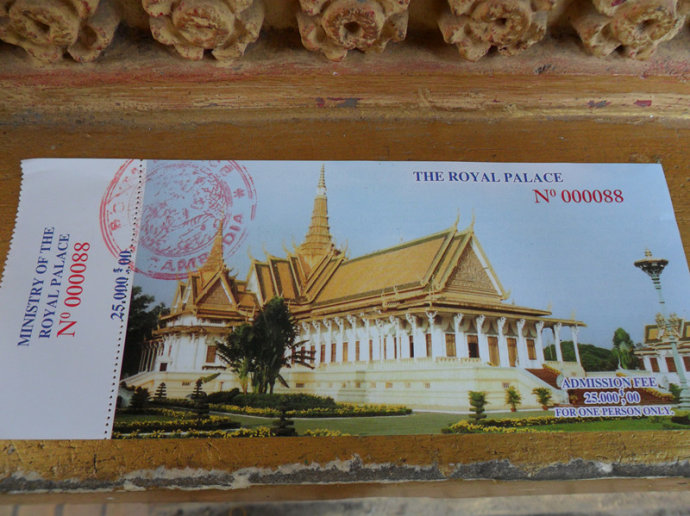 MINISTRY OF THE
ROYAL PALACE
Nº 000088
25.000 ៛ .00
CAMBODIA
THE ROYAL PALACE
Nº 000088
ADMISSION FEE
25.000៛.00
FOR ONE PERSON ONLY.